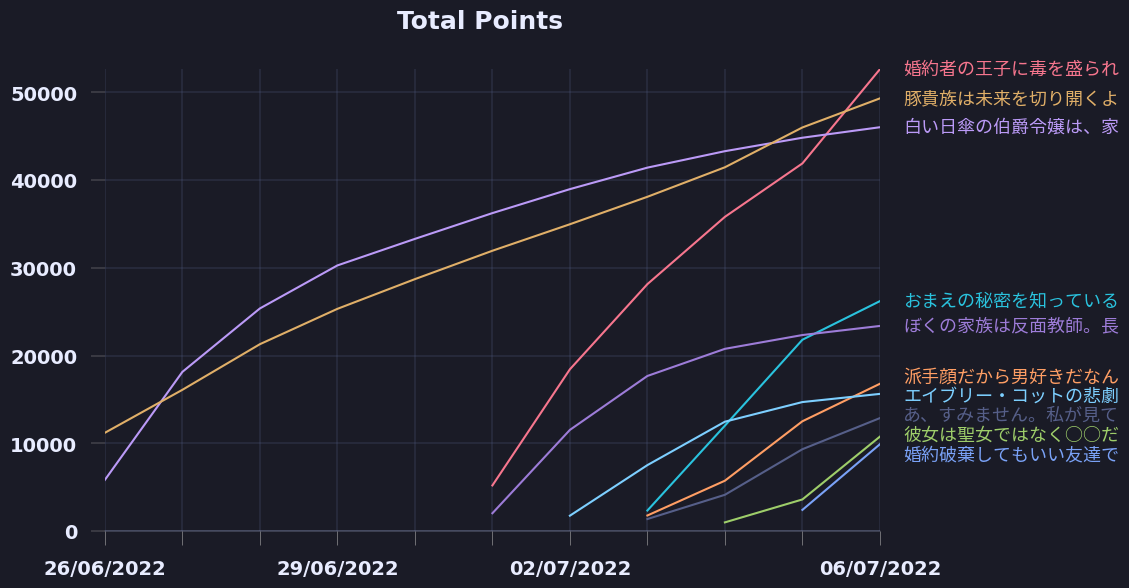 Total Points
50000
40000
30000
20000
10000
0
26/06/2022
29/06/2022
02/07/2022
06/07/2022
婚約者の王子に毒を盛られ
豚貴族は未来を切り開くよ
白い日傘の伯爵令嬢は、家
おまえの秘密を知っている
ぼくの家族は反面教師。長
派手顔だから男好きだなん
エイブリー・コットの悲劇
あ、すみません。私が見て
彼女は聖女ではなく○○だ
婚約破棄してもいい友達で